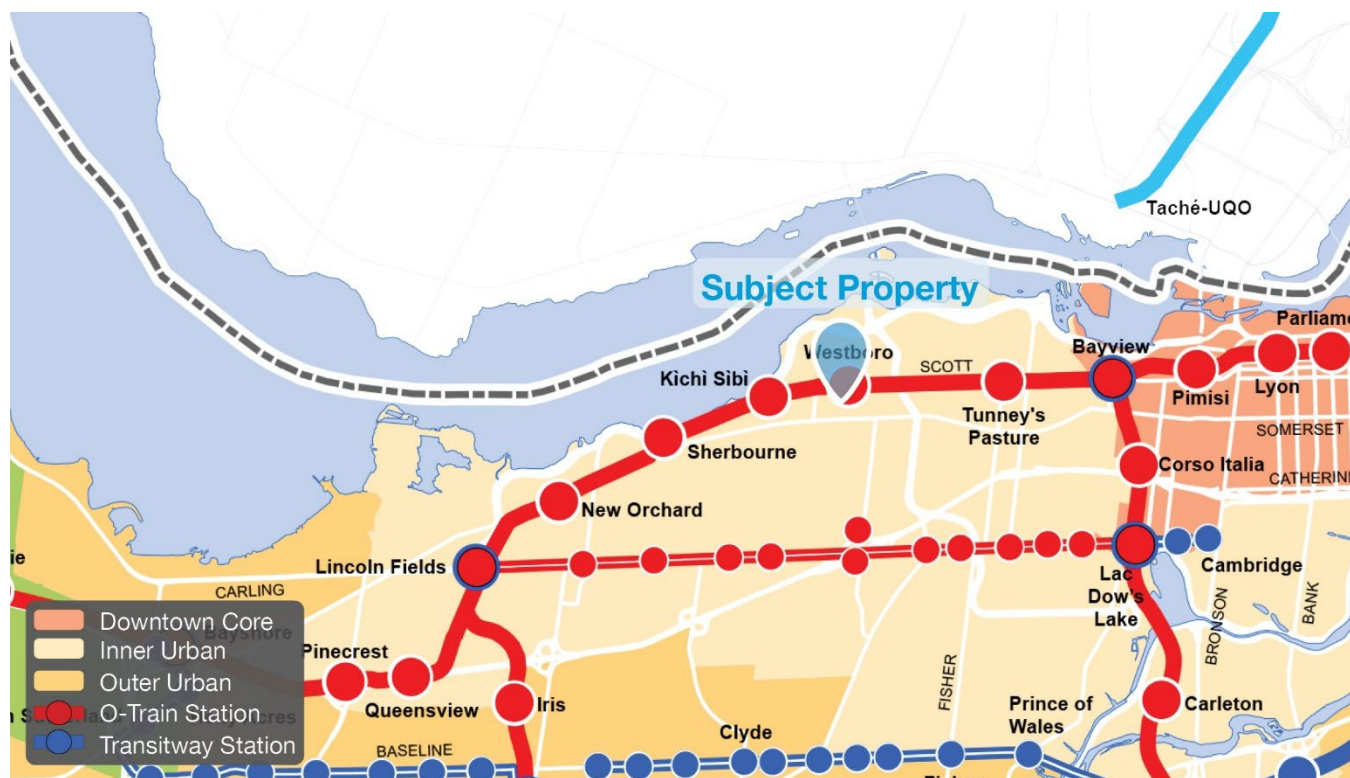 Taché-UQO
Subject Property
Parliame
Westboro
Bayview
SCOTT
Kìchì Sìbì
Pimisi
Lyon
Tunney's
Pasture
SOMERSET
Sherbourne
Corso Italia
CATHERINE
New Orchard
ie
Lincoln Fields
Cambridge
Lac
Dow's
Lake
CARLING
BRONSON
BANK
Downtown Core
Bayshore
Inner Urban
Pinecrest
Outer Urban
FISHER
O-Train Station
Queensview
Iris
Prince of
Wales
Carleton
Transitway Station
BASELINE
Clyde